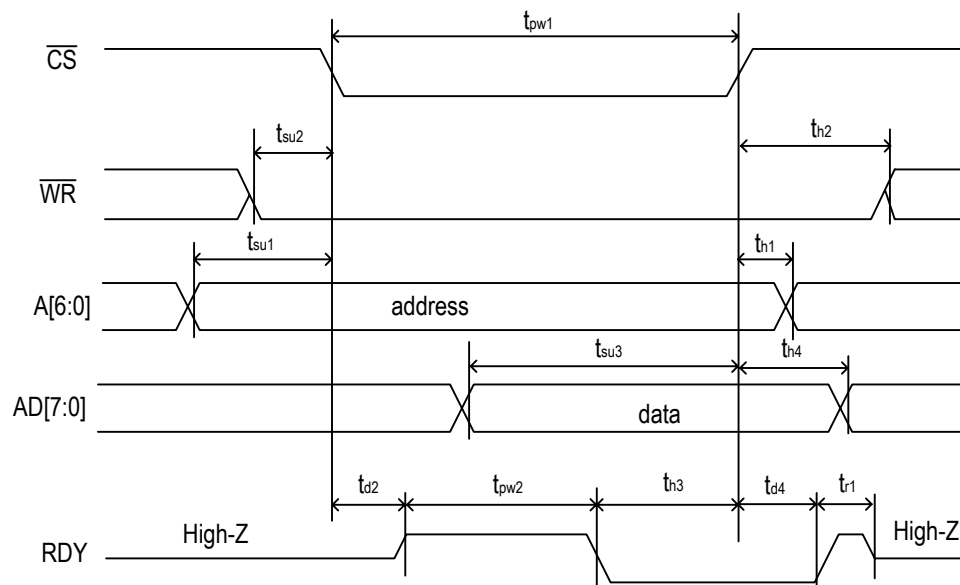 tpw1
CS
tsu2
th2
WR
tsu1
th1
A[6:0]
address
tsu3
th4
AD[7:0]
data
td2
tpw2
th3
td4
tr1
High-Z
High-Z
RDY